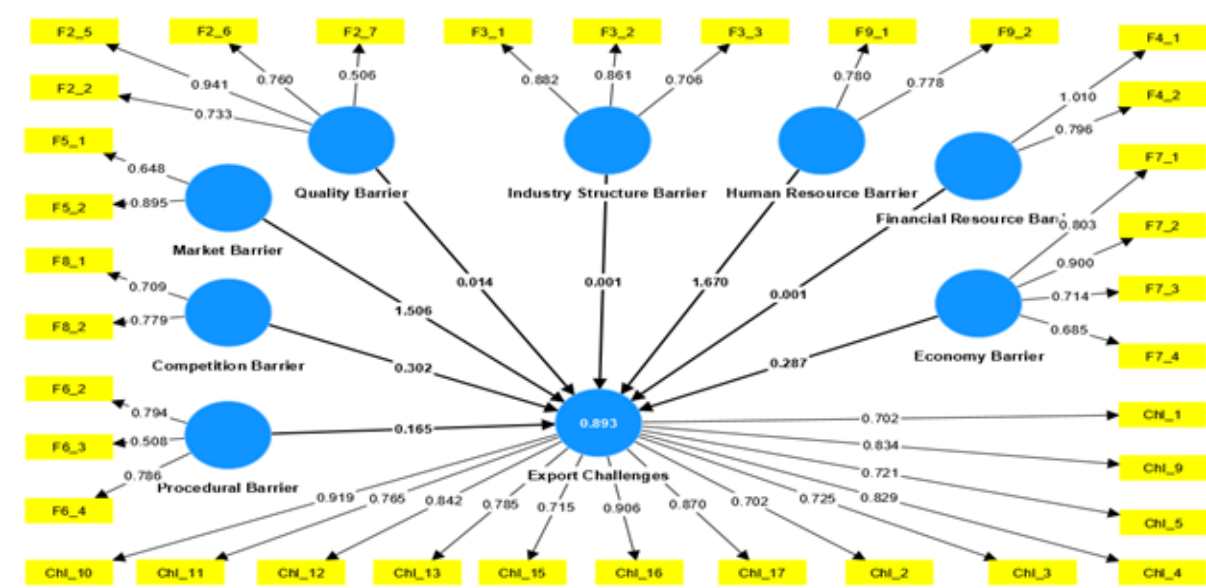 F2_5
F2_6
F2_7
F3_1
F3_2
F3_3
F9_1
F9_2
F4_1
F2_2
0.941
0.760
0.506
0.882
0.861
0.706
0.780
0.778
1.010
F4_2
0.733
0.796
F5_1
F7_1
0.648
Quality Barrier
Industry Structure Barrier
Human Resource Barrier
F5_2
0.895
Financial Resource
0.803
F7_2
Market Barrier
F8_1
0.900
0.709
0.014
0.001
1.670
0.001
0.714
F7_3
1.506
F8_2
0.779
0.685
Competition Barrier
0.302
0.287
Economy Barrier
F7_4
F6_2
0.794
0.893
0.702
Chl_1
F6_3
0.508
0.165
0.834
0.786
Procedural Barrier
Export Challenges
0.721
Chl_9
F6_4
0.919
0.765
0.842
0.785
0.715
0.906
0.870
0.702
0.725
0.829
Chl_5
Chl_10
Chl_11
Chl_12
Chl_13
Chl_15
Chl_16
Chl_17
Chl_2
Chl_3
Chl_4